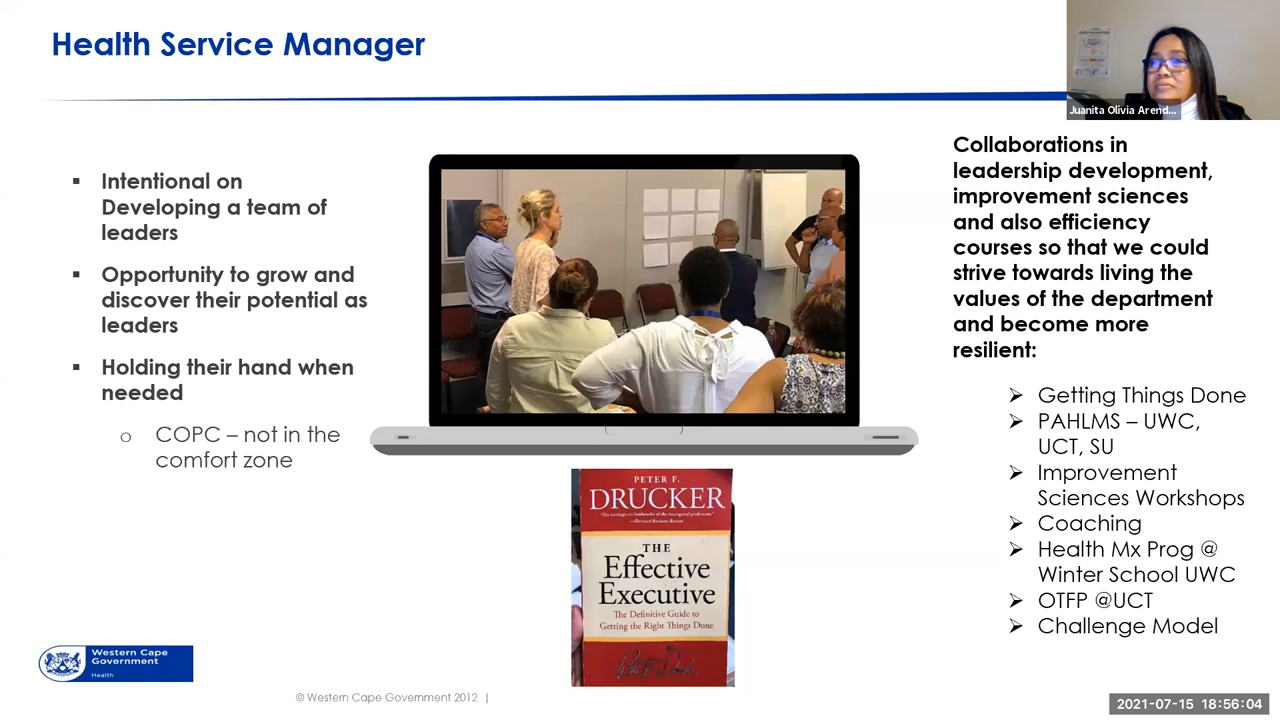 Health Service Manager
Juanita Olivia Arend...
Intentional on
Developing a team of
leaders
Opportunity to grow and
discover their potential as
leaders
Holding their hand when
needed
COPC – not in the
comfort zone
PETER F.
DRUCKER
THE
Effective
Executive
The Definitive Guide to
Getting the Right Things Done
Collaborations in
leadership development,
improvement sciences
and also efficiency
courses so that we could
strive towards living the
values of the department
and become more
resilient:
Getting Things Done
PAHLMS – UWC,
UCT, SU
Improvement
Sciences Workshops
Coaching
Health Mx Prog @
Winter School UWC
OTFP @UCT
Challenge Model
Western Cape
Government
Health
© Western Cape Government 2012 |
2021-07-15 18:56:04